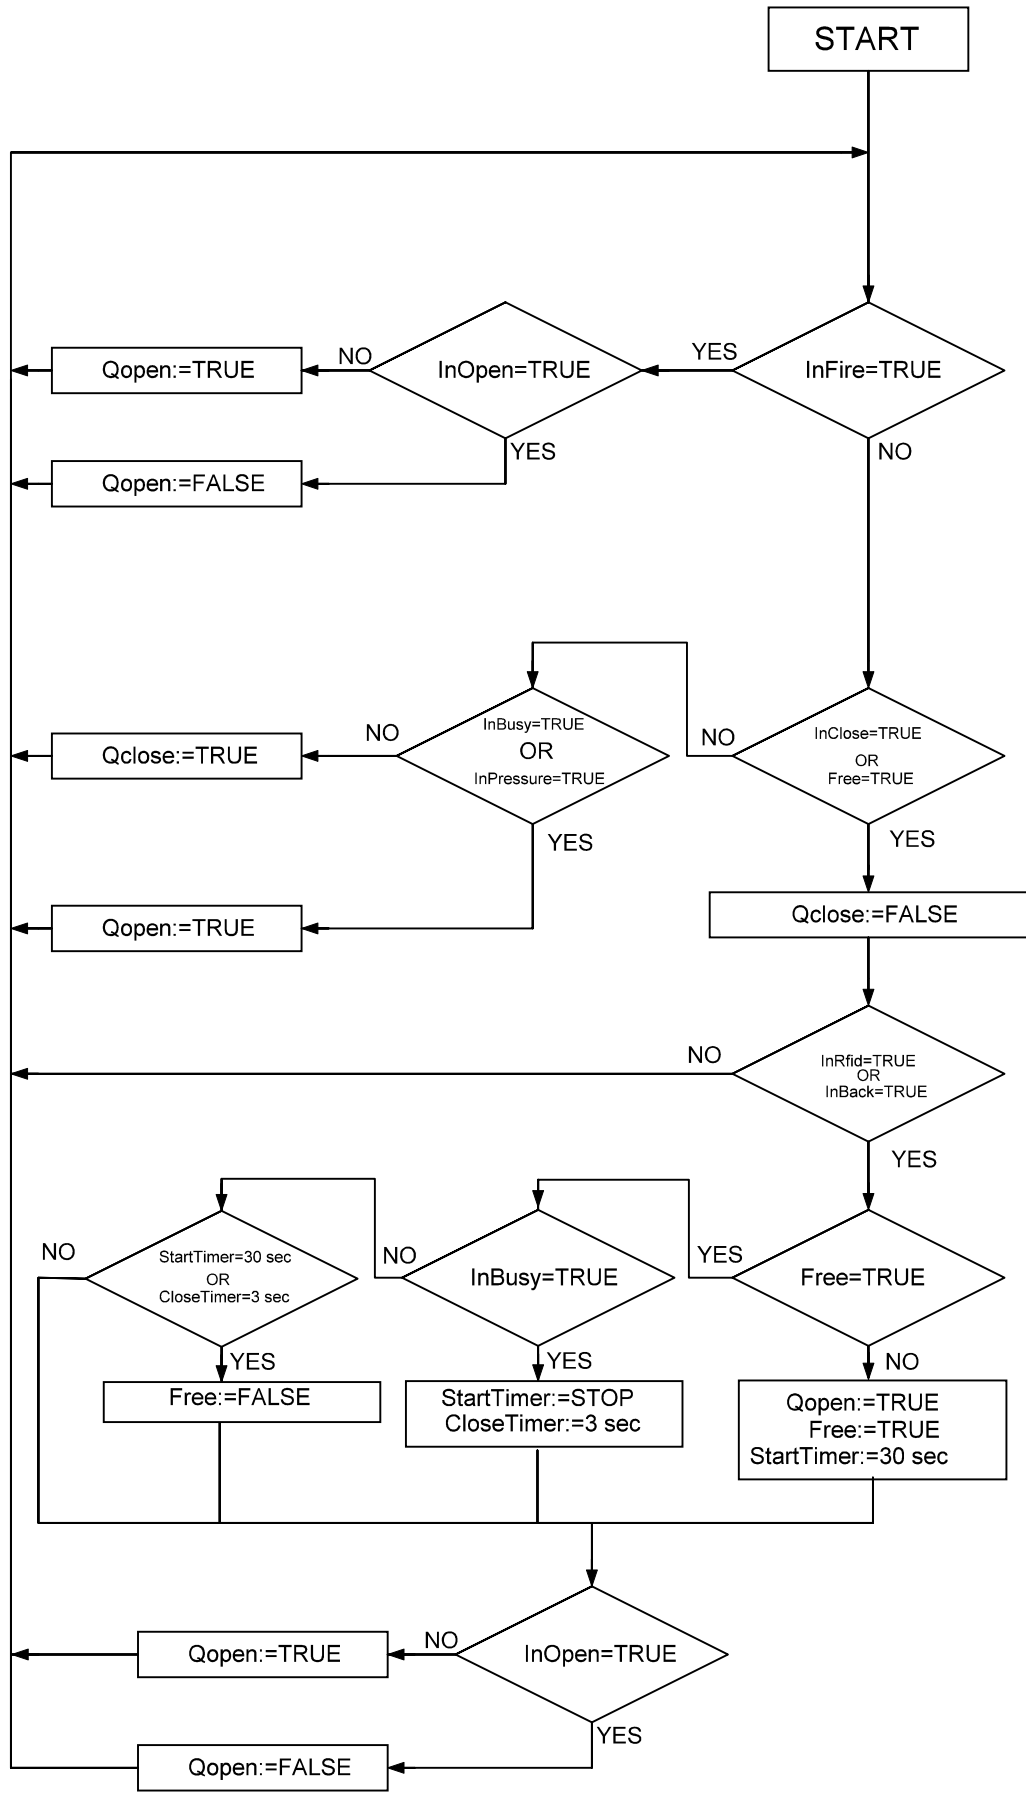 START
YES
InFire=TRUE
InOpen=TRUE
NO
Qopen:=TRUE
YES
Qopen:=FALSE
NO
InClose=TRUE
OR
Free=TRUE
NO
InBusy=TRUE
OR
InPressure=TRUE
NO
Qclose:=TRUE
YES
Qopen:=TRUE
YES
Qclose:=FALSE
InRfid=TRUE
OR
InBack=TRUE
NO
YES
Free=TRUE
YES
InBusy=TRUE
NO
StartTimer=30 sec
OR
CloseTimer=3 sec
NO
YES
Free:=FALSE
YES
StartTimer:=STOP
CloseTimer:=3 sec
NO
Qopen:=TRUE
Free:=TRUE
StartTimer:=30 sec
InOpen=TRUE
NO
Qopen:=TRUE
YES
Qopen:=FALSE